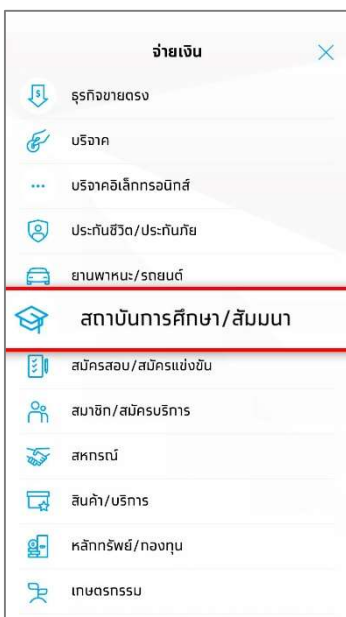 จ่ายเงิน
ธุรกิจขายตรง
บริจาค
บริจาคอิเล็กทรอนิกส์
ประกันชีวิต/ประกันภัย
ยานพาหนะ/รถยนต์
สถาบันการศึกษา/สัมมนา
สมัครสอบ/สมัครแข่งขัน
สมาชิก/สมัครบริการ
สหกรณ์
สินค้า/บริการ
หลักทรัพย์/กองทุน
เกษตรกรรม